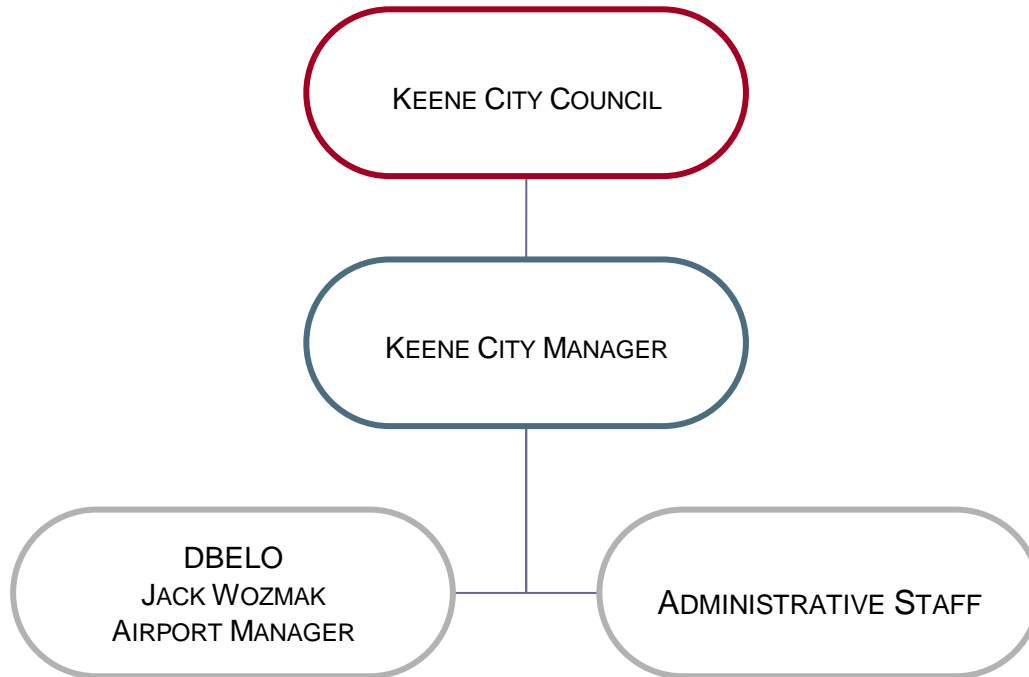 KEENE CITY COUNCIL
KEENE CITY MANAGER
DBELO
JACK WOZMAK
AIRPORT MANAGER
ADMINISTRATIVE STAFF